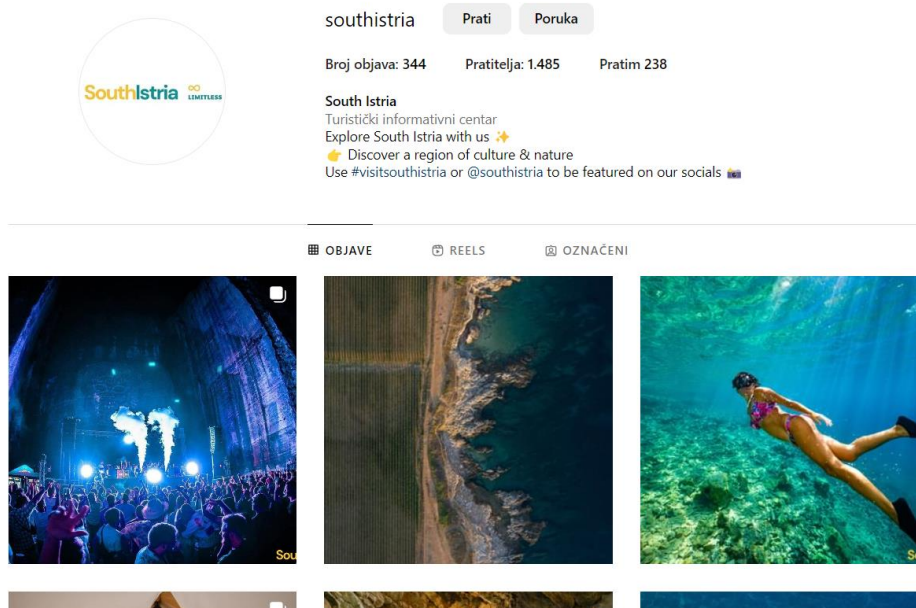 southistria Prati Poruka
SouthIstria LIMITLESS
Broj objava: 344 Pratitelja: 1.485 Pratim 238
South Istria
Turistički informativni centar
Explore South Istria with us ✨
👉 Discover a region of culture & nature
Use #visitsouthistria or @southistria to be featured on our socials 📸
OBJAVE REELS OZNAČENI
Sou
S